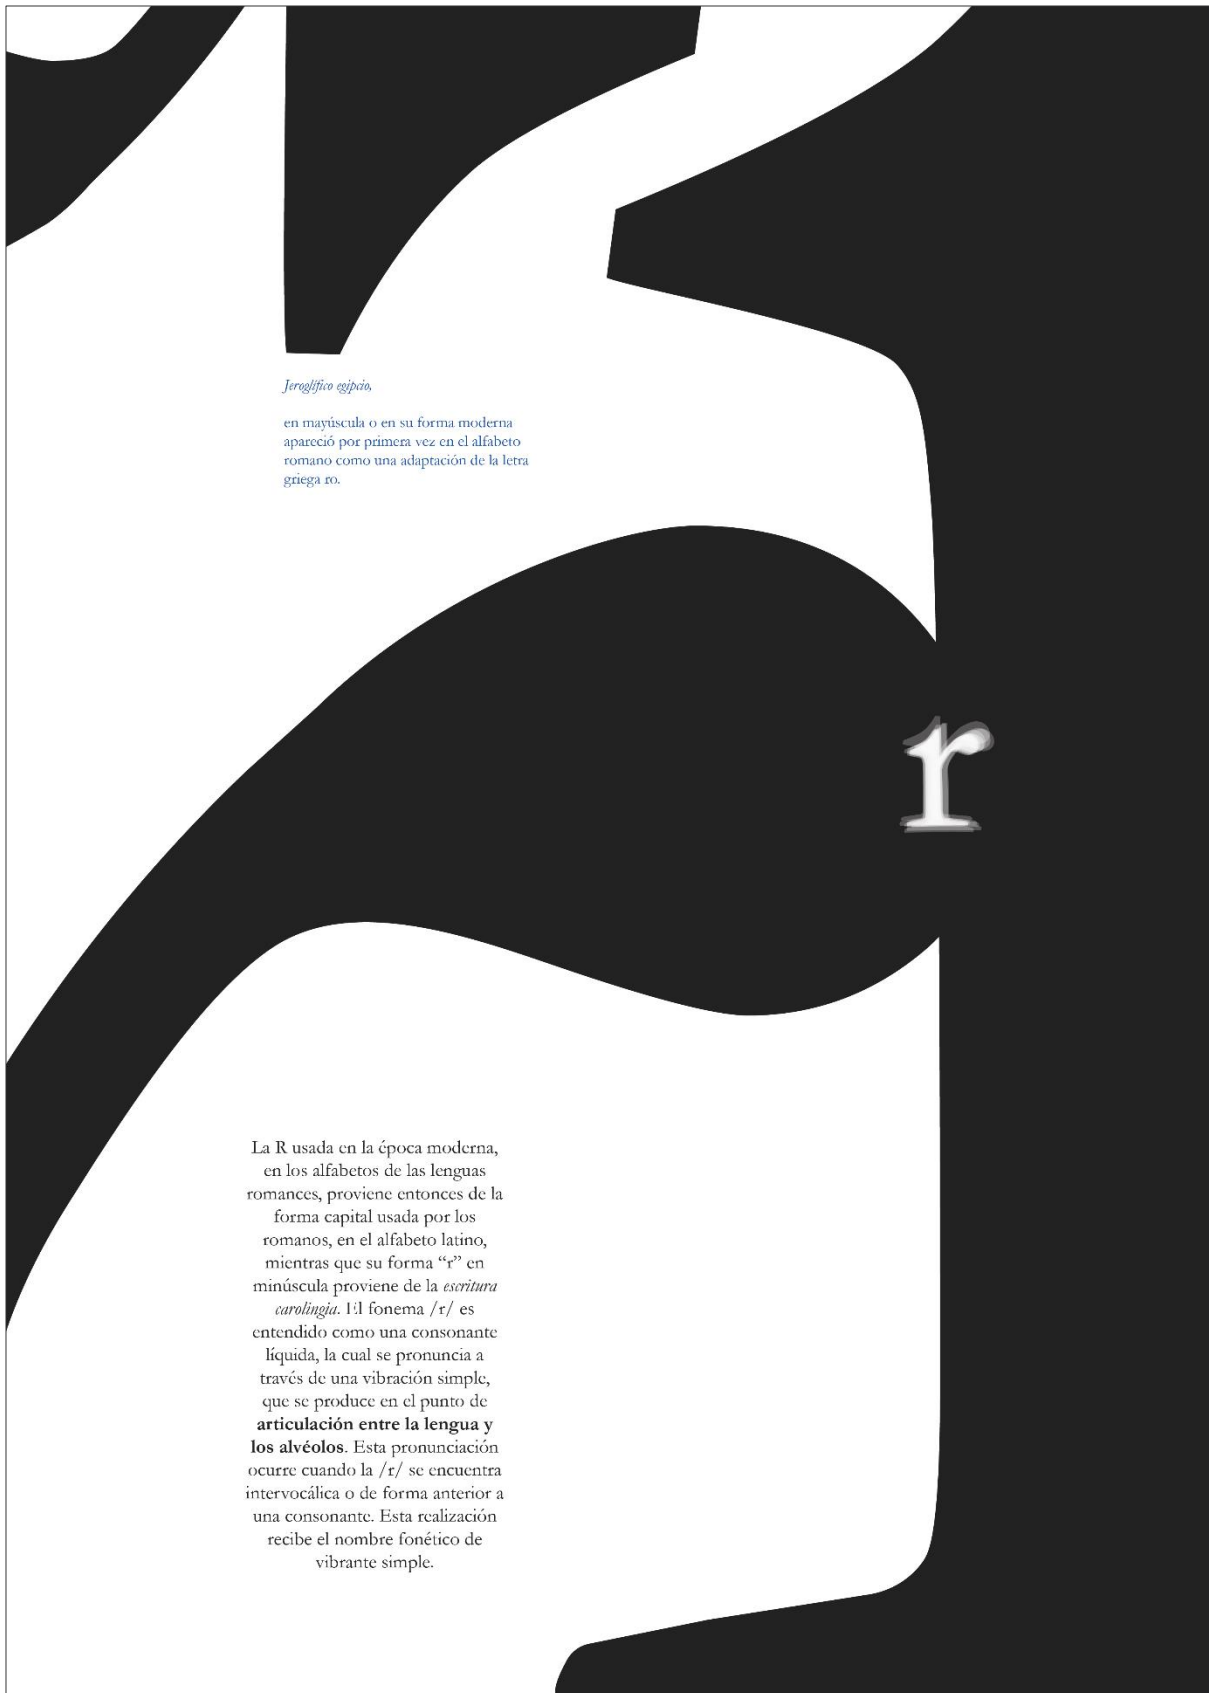 Jeroglífico egipcio,
en mayúscula o en su forma moderna
apareció por primera vez en el alfabeto
romano como una adaptación de la letra
griega ro.
r
La R usada en la época moderna,
en los alfabetos de las lenguas
romances, proviene entonces de la
forma capital usada por los
romanos, en el alfabeto latino,
mientras que su forma “r” en
minúscula proviene de la escritura
carolingia. El fonema /r/ es
entendido como una consonante
líquida, la cual se pronuncia a
través de una vibración simple,
que se produce en el punto de
articulación entre la lengua y
los alvéolos. Esta pronunciación
ocurre cuando la /r/ se encuentra
intervocálica o de forma anterior a
una consonante. Esta realización
recibe el nombre fonético de
vibrante simple.